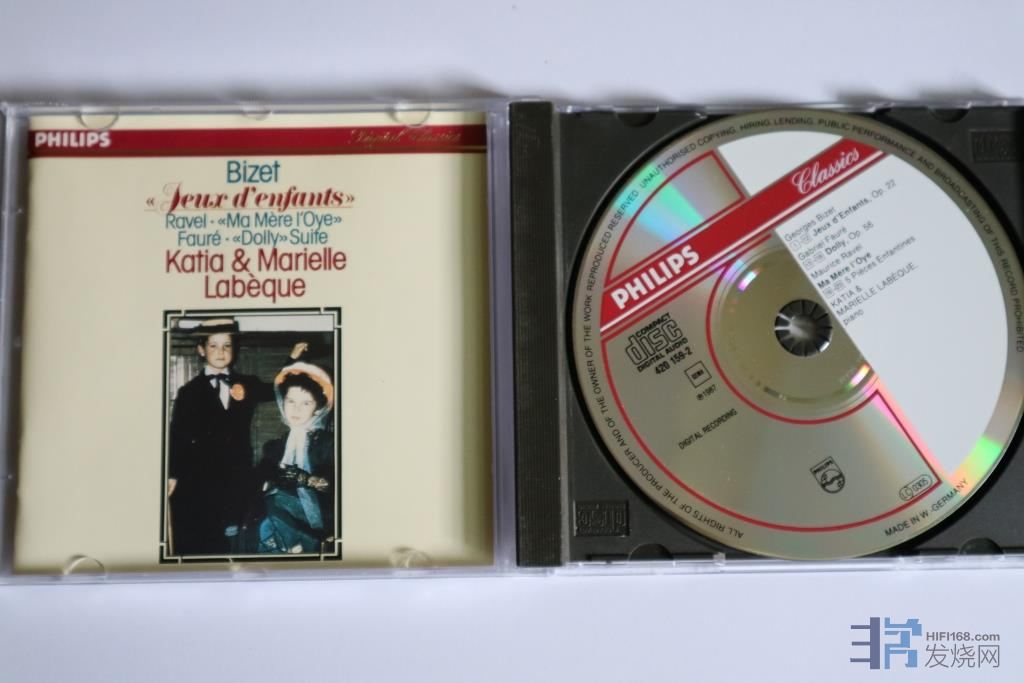 PHILIPS
Digital Classics
Bizet
«Jeux d'enfants»
Ravel · «Ma Mère l'Oye»
Fauré · «Dolly» Suite
Katia & Marielle
Labèque
ALL RIGHTS OF THE PRODUCER AND OF THE OWNER OF THE WORK REPRODUCED RESERVED. UNAUTHORISED COPYING, HIRING, LENDING, PUBLIC PERFORMANCE AND BROADCASTING OF THIS RECORD PROHIBITED
PHILIPS Classics
Georges Bizet
Jeux d'Enfants, Op. 22
Gabriel Fauré
Dolly, Op. 56
Maurice Ravel
Ma Mère l'Oye
5 Pièces Enfantines
KATIA &
MARIELLE LABÈQUE,
piano
COMPACT
disc
DIGITAL AUDIO
420 159-2
℗1987
DIGITAL RECORDING
PHILIPS
LC 0305
MADE IN W.-GERMANY
HIFI168.com
发烧网